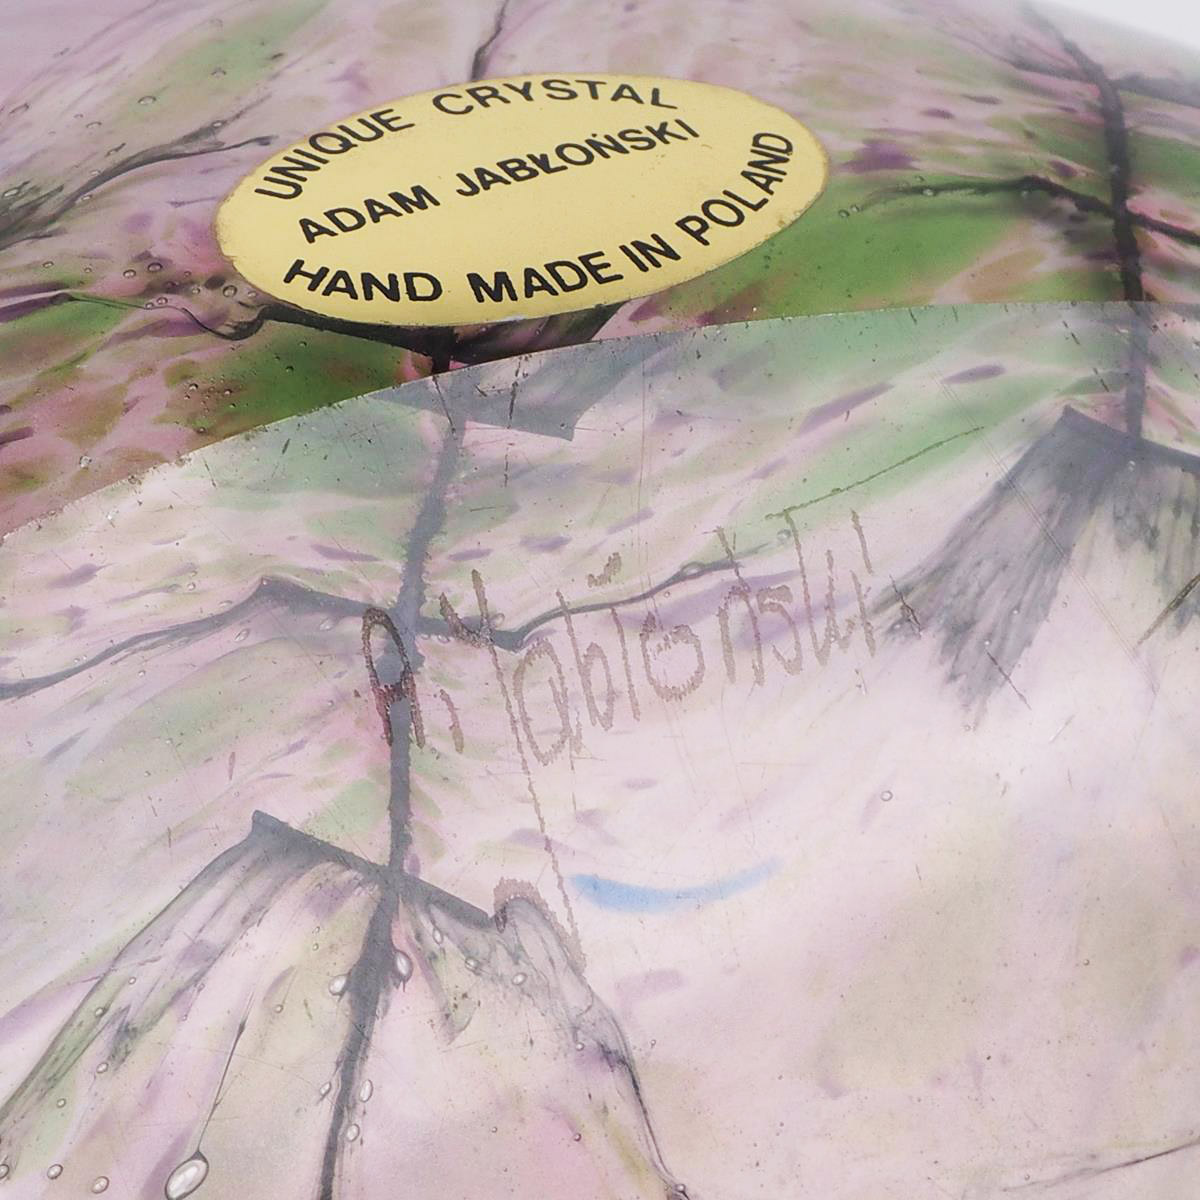 UNIQUE CRYSTAL
ADAM JABŁOŃSKI
HAND MADE IN POLAND
A. Jabłoński